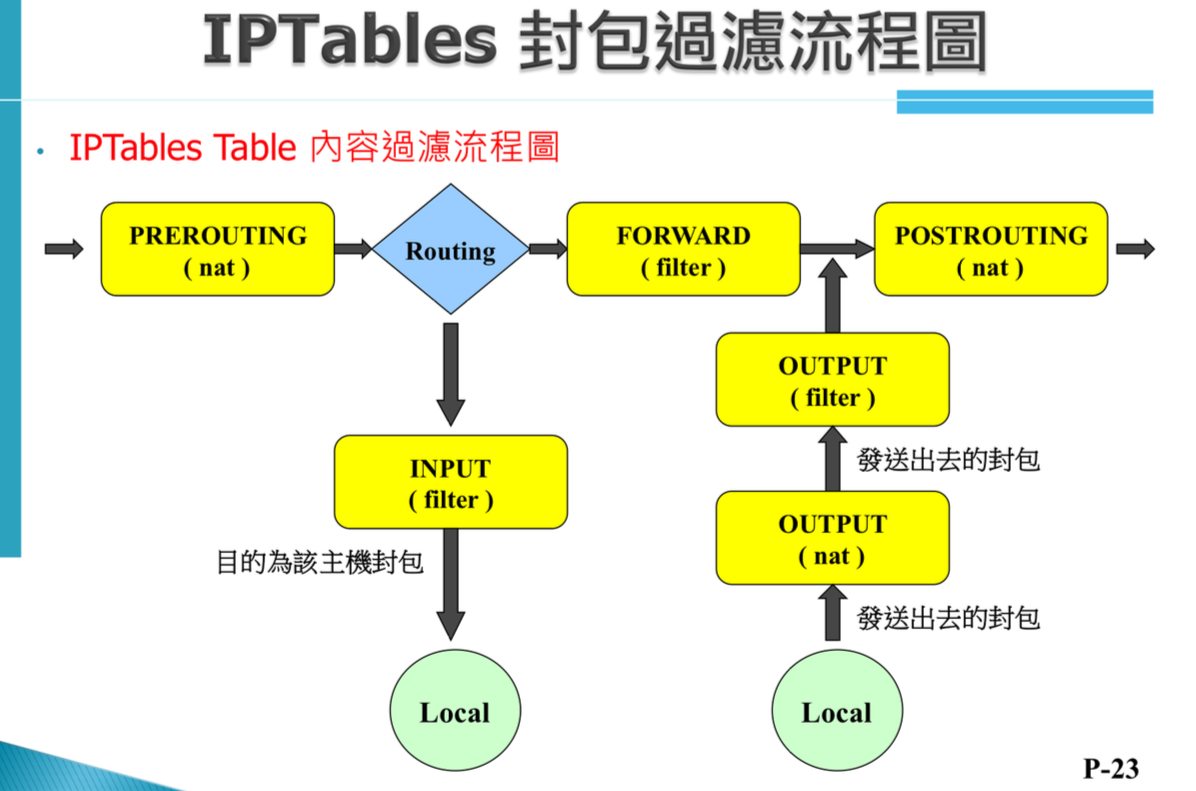 IPTables 封包過濾流程圖
• IPTables Table 內容過濾流程圖
PREROUTING
( nat )
Routing
FORWARD
( filter )
POSTROUTING
( nat )
OUTPUT
( filter )
發送出去的封包
INPUT
( filter )
OUTPUT
( nat )
目的為該主機封包
發送出去的封包
Local
Local
P-23